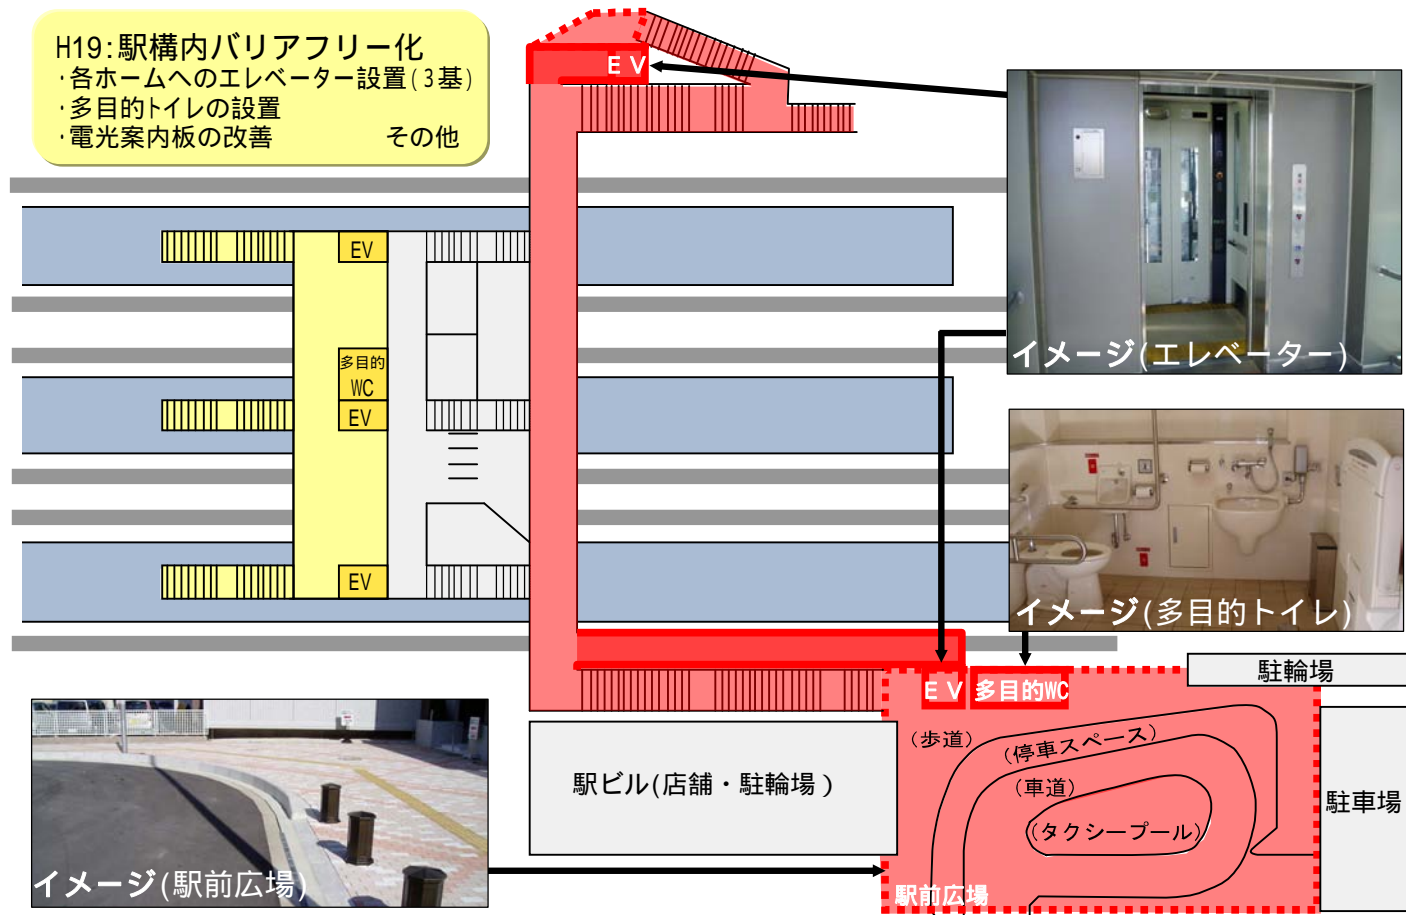 H19:駅構内バリアフリー化
·各ホームへのエレベーター設置(3基)
·多目的トイレの設置
·電光案内板の改善 その他
EV
EV
多目的
WC
EV
EV
イメージ(エレベーター)
イメージ(多目的トイレ)
EV
多目的WC
駐輪場
(歩道)
(停車スペース)
(車道)
(タクシープール)
駅前広場
駐車場
駅ビル(店舗・駐輪場)
イメージ(駅前広場)